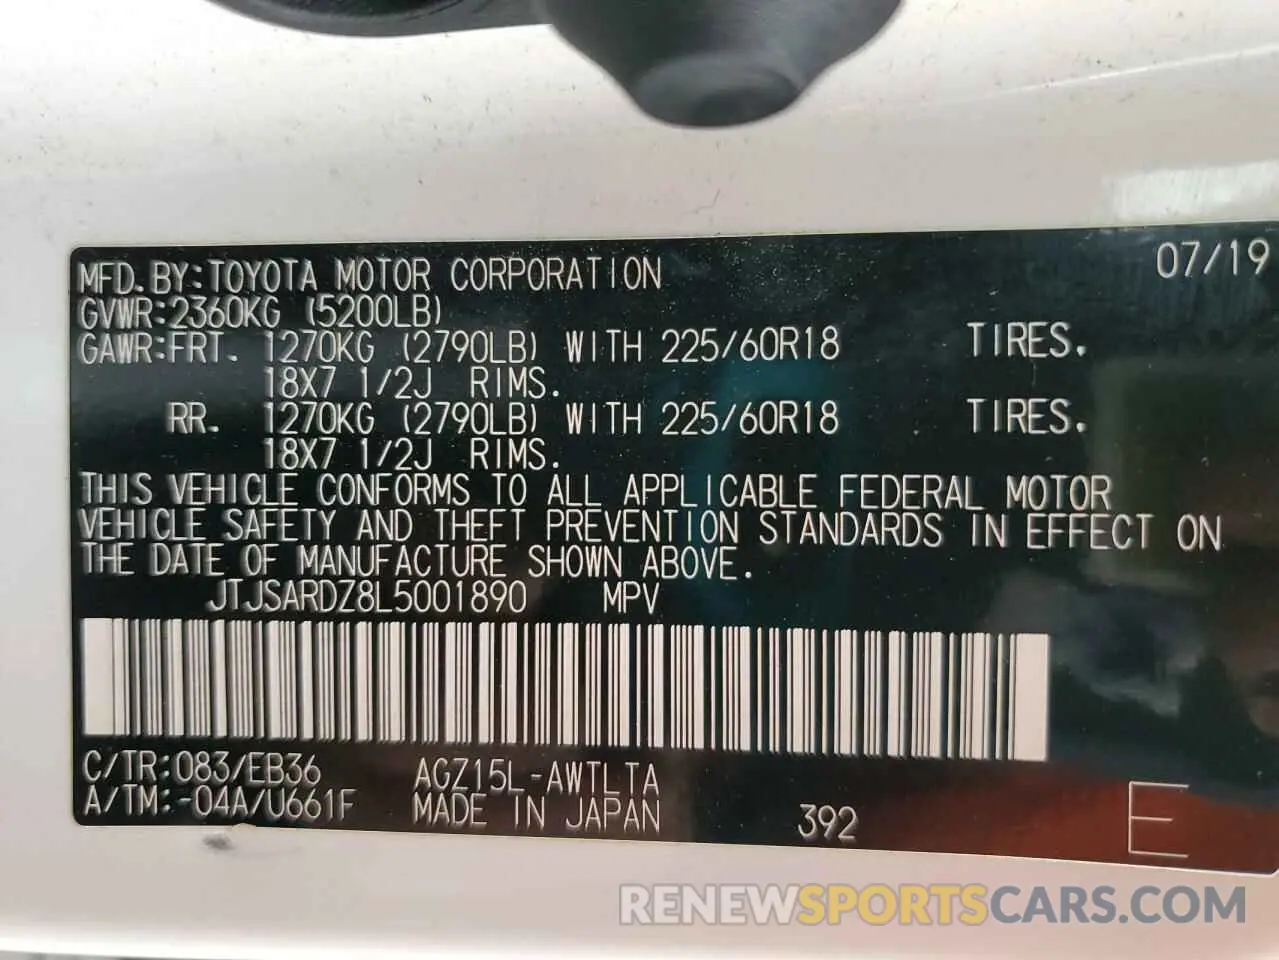 07/19
MFD.BY:TOYOTA MOTOR CORPORATION
GVWR:2360KG (5200LB)
GAWR:FRT. 1270KG (2790LB) WITH 225/60R18 TIRES.
18X7 1/2J RIMS.
RR. 1270KG (2790LB) WITH 225/60R18 TIRES.
18X7 1/2J RIMS.
THIS VEHICLE CONFORMS TO ALL APPLICABLE FEDERAL MOTOR
VEHICLE SAFETY AND THEFT PREVENTION STANDARDS IN EFFECT ON
THE DATE OF MANUFACTURE SHOWN ABOVE.
JTJSARDZ8L5001890 MPV
C/TR:083/EB36 AGZ15L-AWTLTA
A/TM:-04A/U661F MADE IN JAPAN 392 E
RENEWSPORTSCARS.COM